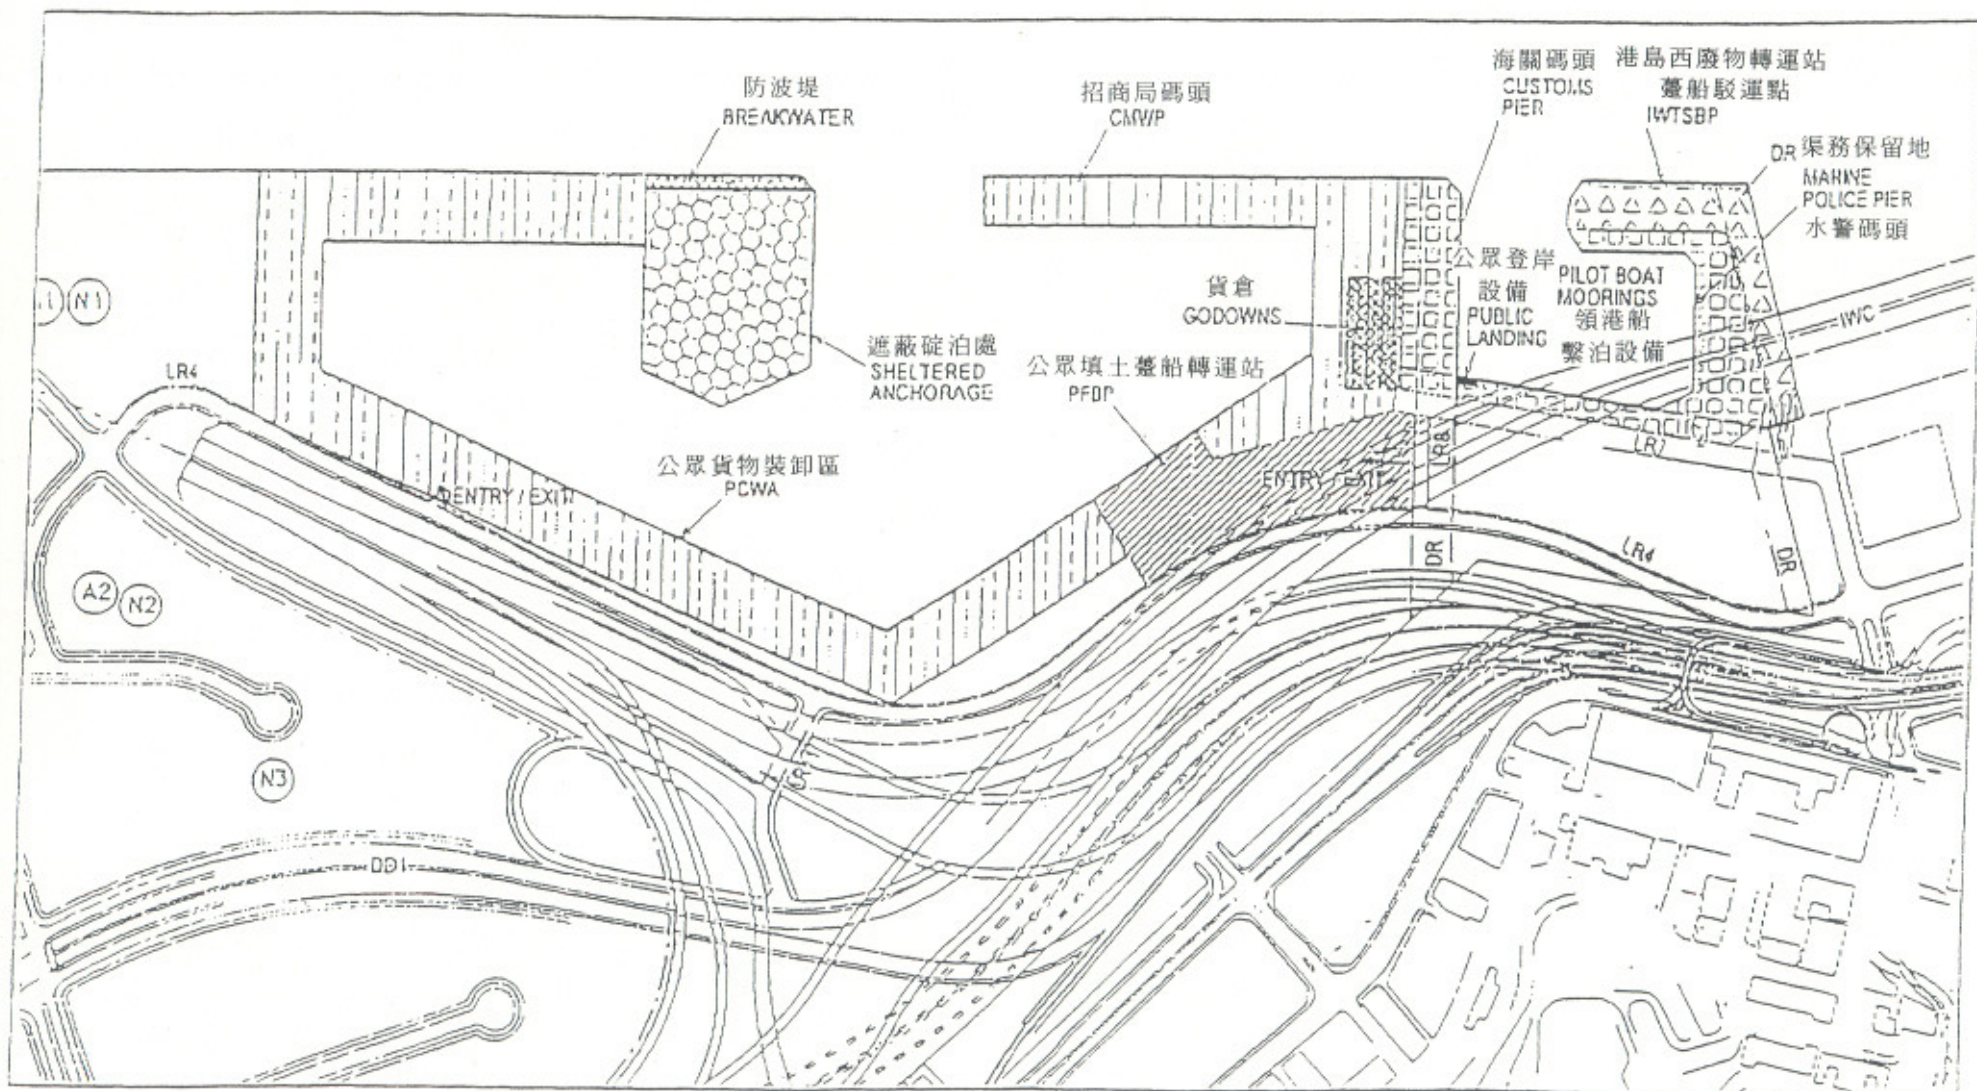 防波堤
BREAKWATER
招商局碼頭
CMWP
海關碼頭
CUSTOMS
PIER
港島西廢物轉運站
躉船駁運點
IWTSBP
DR 渠務保留地
MARINE
POLICE PIER
水警碼頭
N1
貨倉
GODOWNS
公眾登岸
設備
PUBLIC
LANDING
PILOT BOAT
MOORINGS
領港船
繫泊設備
IWC
LR4
遮蔽碇泊處
SHELTERED
ANCHORAGE
公眾填土躉船轉運站
PFBP
公眾貨物裝卸區
PCWA
ENTRY / EXIT
ENTRY / EXIT
LR8
LR7
DR
LR4
DR
A2
N2
N3
DD1